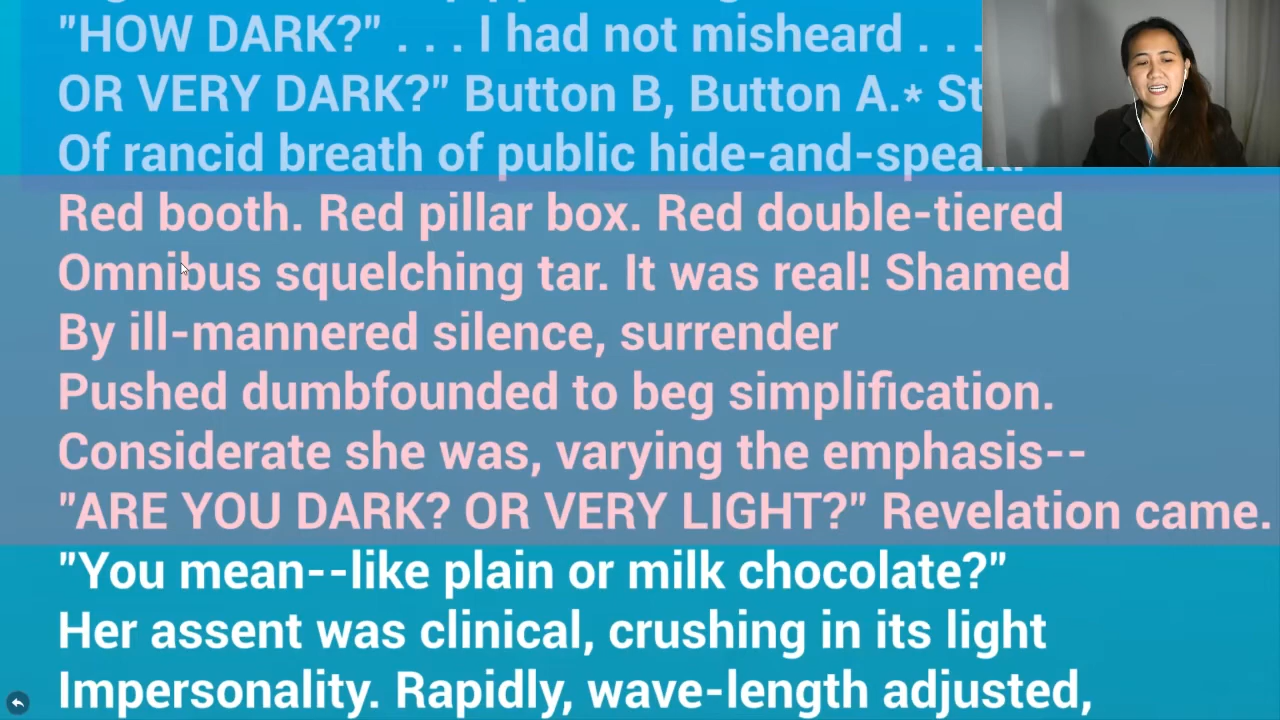 "HOW DARK?" . . . I had not misheard . . .
OR VERY DARK?" Button B, Button A.*
Of rancid breath of public hide-and-speak.
Red booth. Red pillar box. Red double-tiered
Omnibus squelching tar. It was real! Shamed
By ill-mannered silence, surrender
Pushed dumbfounded to beg simplification.
Considerate she was, varying the emphasis--
"ARE YOU DARK? OR VERY LIGHT?" Revelation came.
"You mean--like plain or milk chocolate?"
Her assent was clinical, crushing in its light
Impersonality. Rapidly, wave-length adjusted,